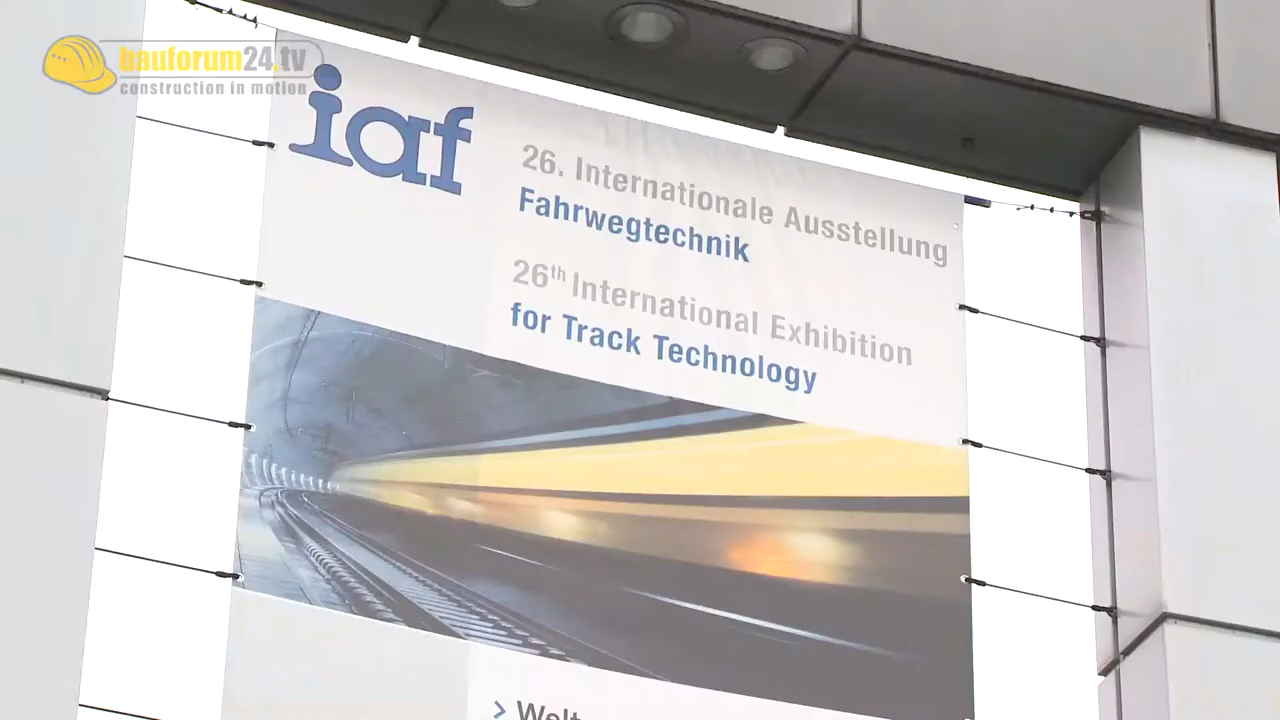 bauforum24.tv
construction in motion
iaf
26. Internationale Ausstellung
Fahrwegtechnik
26th International Exhibition
for Track Technology
>